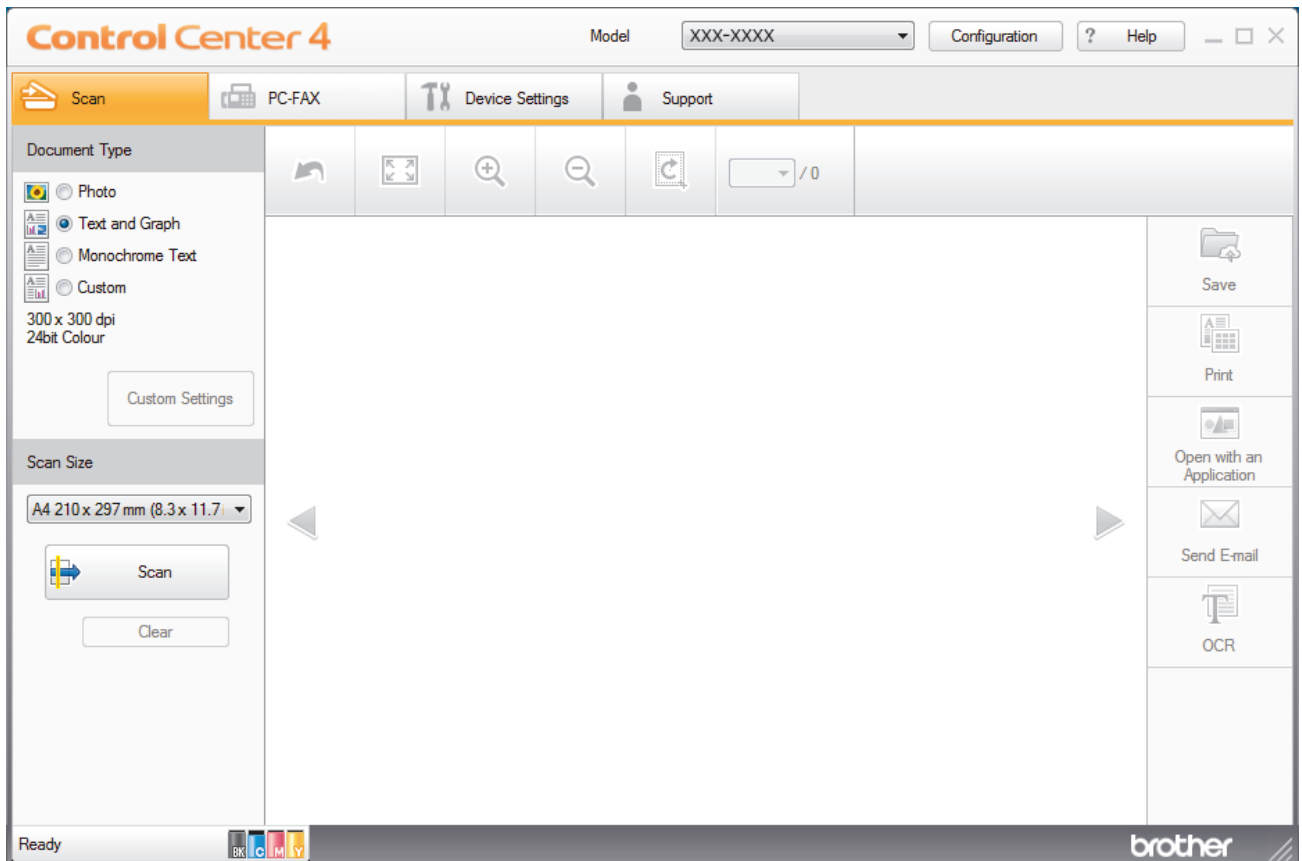 Control Center 4
Model
XXX-XXXX
Configuration
? Help
Scan
PC-FAX
Device Settings
Support
Document Type
Photo
Text and Graph
Monochrome Text
Custom
300 x 300 dpi
24bit Colour
Custom Settings
/ 0
Scan Size
A4 210 x 297 mm (8.3 x 11.7
Scan
Clear
Save
Print
Open with an
Application
Send E-mail
OCR
Ready
BK C M Y
brother